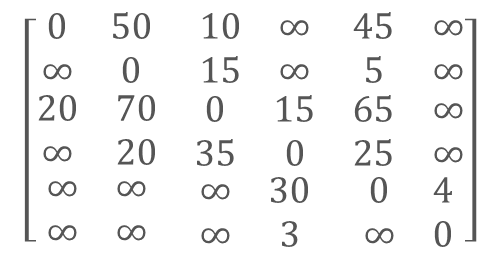 0 50 10 ∞ 45 ∞
∞ 0 15 ∞ 5 ∞
20 70 0 15 65 ∞
∞ 20 35 0 25 ∞
∞ ∞ ∞ 30 0 4
∞ ∞ ∞ 3 ∞ 0